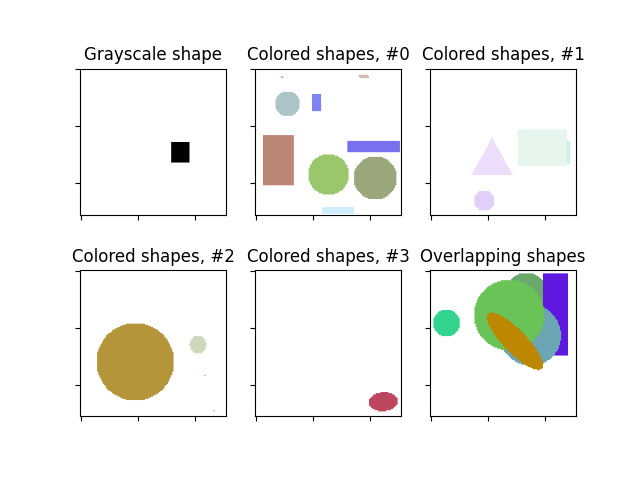 Grayscale shape
Colored shapes, #0
Colored shapes, #1
Colored shapes, #2
Colored shapes, #3
Overlapping shapes